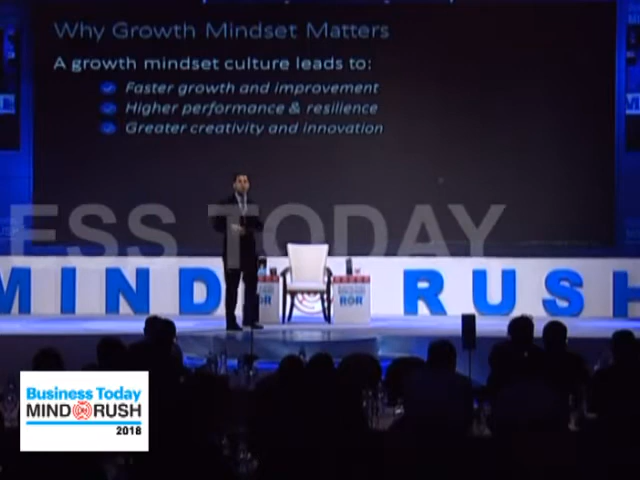 Why Growth Mindset Matters
A growth mindset culture leads to:
Faster growth and improvement
Higher performance & resilience
Greater creativity and innovation
ESS TODAY
MIND RUSH
ROR
Business Today
MIND RUSH
2018